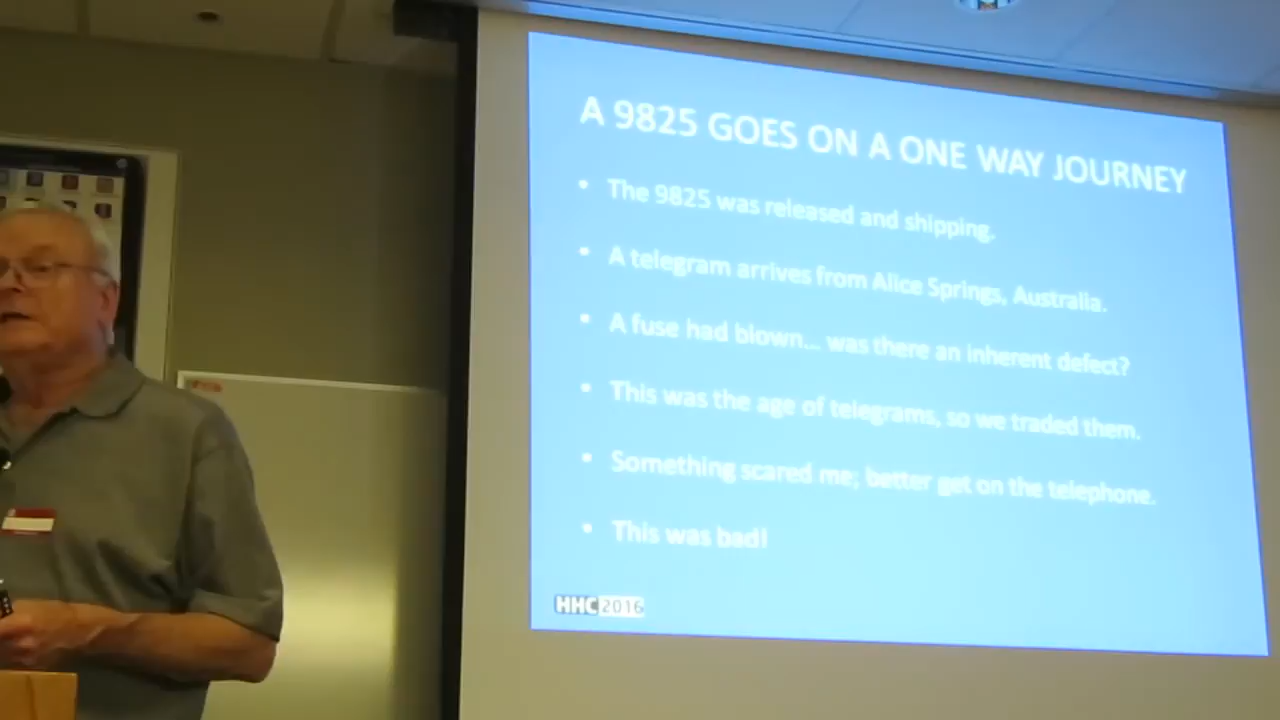 A 9825 GOES ON A ONE WAY JOURNEY
• The 9825 was released and shipping.
• A telegram arrives from Alice Springs, Australia.
• A fuse had blown... was there an inherent defect?
• This was the age of telegrams, so we traded them.
• Something scared me; better get on the telephone.
• This was bad!
HHC 2016